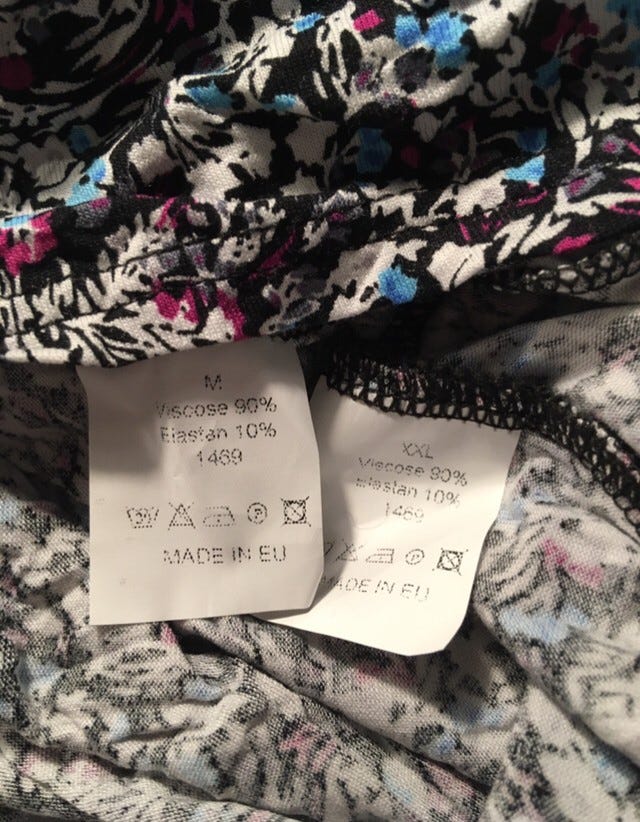 M
Viscose 90%
Elastan 10%
1469
MADE IN EU
XXL
Viscose 90%
Elastan 10%
1469
MADE IN EU